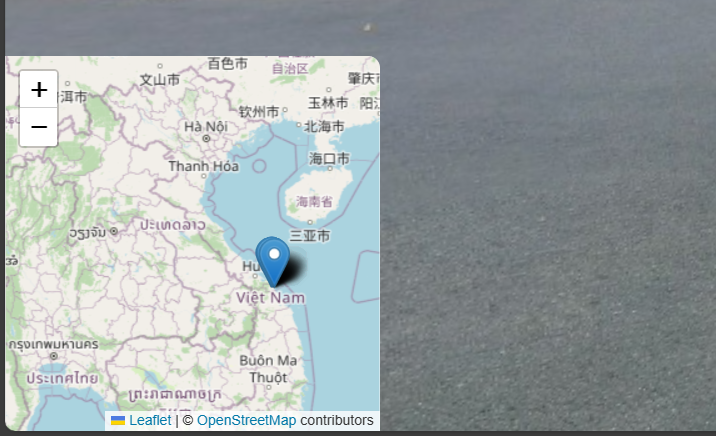 百色市
自治区
文山市
肇庆
+
洱市
玉林市
阳江
钦州市
−
Hà Nội
北海市
Thanh Hóa
海口市
海南省
ປະເທດລາວ
ວຽງຈັນ
三亚市
Hu
Việt Nam
กรุงเทพมหานคร
Buôn Ma
Thuột
ประเทศไทย
ព្រះរាជាណាចក្រ
Leaflet | © OpenStreetMap contributors